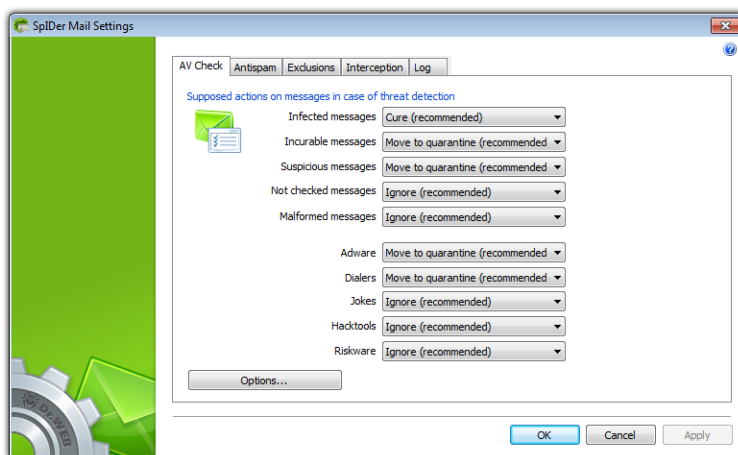 SpIDer Mail Settings
AV Check Antispam Exclusions Interception Log
Supposed actions on messages in case of threat detection
Infected messages Cure (recommended)
Incurable messages Move to quarantine (recommended
Suspicious messages Move to quarantine (recommended
Not checked messages Ignore (recommended)
Malformed messages Ignore (recommended)
Adware Move to quarantine (recommended
Dialers Move to quarantine (recommended
Jokes Ignore (recommended)
Hacktools Ignore (recommended)
Riskware Ignore (recommended)
Options...
Dr.WEB
OK Cancel Apply